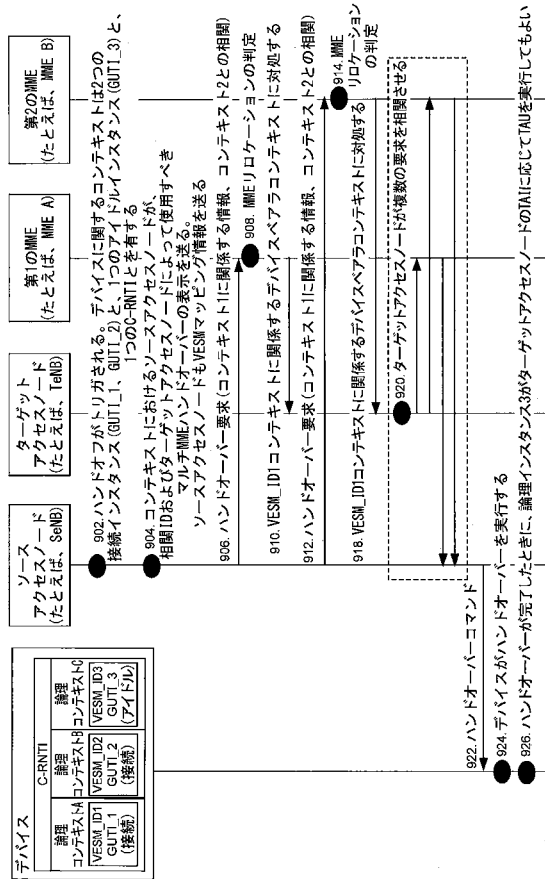 デバイス
C-RNTI
論理
コンテキストA
VESM_ID1
GUTI_1
(接続)
論理
コンテキストB
VESM_ID2
GUTI_2
(接続)
論理
コンテキストC
VESM_ID3
GUTI_3
(アイドル)
ソース
アクセスノード
(たとえば、SeNB)
ターゲット
アクセスノード
(たとえば、TeNB)
第1のMME
(たとえば、MME A)
第2のMME
(たとえば、MME B)
902. ハンドオフがトリガされる。デバイスに関するコンテキストは2つの
接続インスタンス(GUTI_1、GUTI_2)と、1つのアイドルインスタンス(GUTI_3)と、
1つのC-RNTIとを有する
904. コンテキストにおけるソースアクセスノードが、
相関IDおよびターゲットアクセスノードによって使用すべき
マルチMMEハンドオーバーの表示を送る。
ソースアクセスノードもVESMマッピング情報を送る
906. ハンドオーバー要求(コンテキスト1に関係する情報、コンテキスト2との相関)
908. MMEリロケーションの判定
910. VESM_ID1コンテキストに関係するデバイスベアラコンテキストに対処する
912. ハンドオーバー要求(コンテキスト1に関係する情報、コンテキスト2との相関)
914. MME
リロケーション
の判定
918. VESM_ID1コンテキストに関係するデバイスベアラコンテキストに対処する
920. ターゲットアクセスノードが複数の要求を相関させる
922. ハンドオーバーコマンド
924. デバイスがハンドオーバーを実行する
926. ハンドオーバーが完了したときに、論理インスタンス3がターゲットアクセスノードのTAIに応じてTAUを実行してもよい